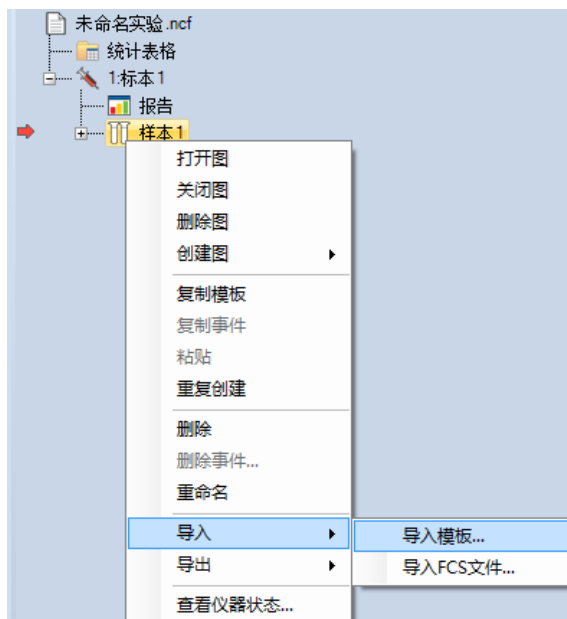 未命名实验.ncf
统计表格
1:标本1
报告
样本1
打开图
关闭图
删除图
创建图
复制模板
复制事件
粘贴
重复创建
删除
删除事件...
重命名
导入
导入模板...
导出
导入FCS文件...
查看仪器状态...